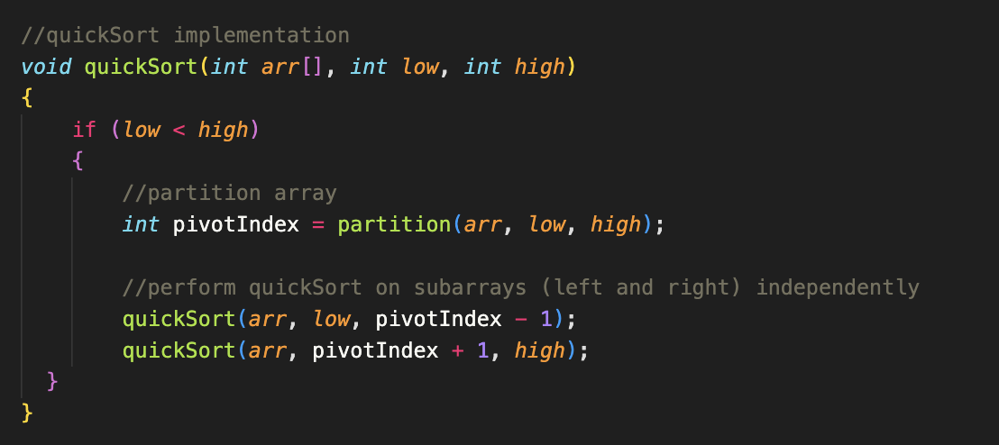 //quickSort implementation
void quickSort(int arr[], int low, int high)
{
    if (low < high)
    {
        //partition array
        int pivotIndex = partition(arr, low, high);

        //perform quickSort on subarrays (left and right) independently
        quickSort(arr, low, pivotIndex - 1);
        quickSort(arr, pivotIndex + 1, high);
  }
}